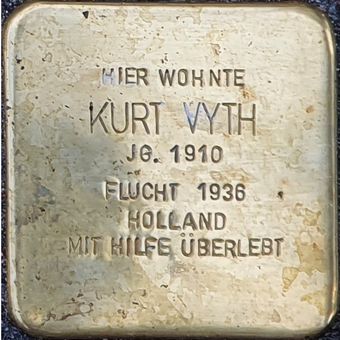 HIER WOHNTE
KURT VYTH
JG. 1910
FLUCHT 1936
HOLLAND
MIT HILFE ÜBERLEBT